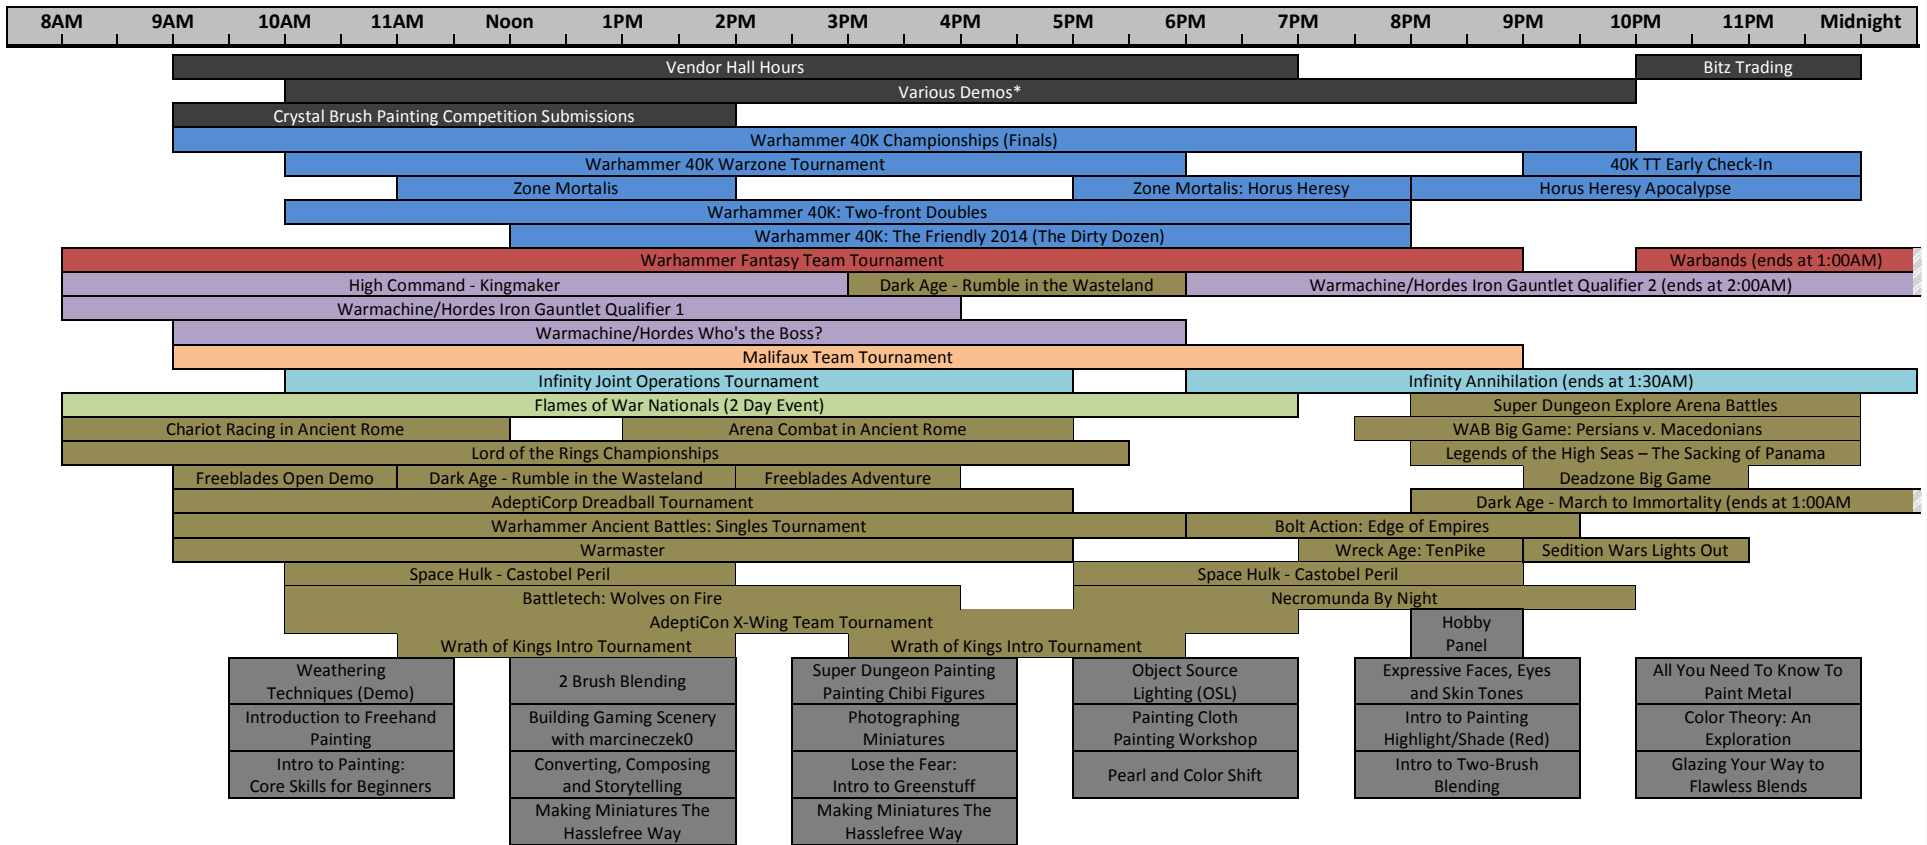 8AM 9AM 10AM 11AM Noon 1PM 2PM 3PM 4PM 5PM 6PM 7PM 8PM 9PM 10PM 11PM Midnight
Vendor Hall Hours Bitz Trading
Various Demos*
Crystal Brush Painting Competition Submissions
Warhammer 40K Championships (Finals)
Warhammer 40K Warzone Tournament 40K TT Early Check-In
Zone Mortalis Zone Mortalis: Horus Heresy Horus Heresy Apocalypse
Warhammer 40K: Two-front Doubles
Warhammer 40K: The Friendly 2014 (The Dirty Dozen)
Warhammer Fantasy Team Tournament Warbands (ends at 1:00AM)
High Command - Kingmaker Dark Age - Rumble in the Wasteland Warmachine/Hordes Iron Gauntlet Qualifier 2 (ends at 2:00AM)
Warmachine/Hordes Iron Gauntlet Qualifier 1
Warmachine/Hordes Who's the Boss?
Malifaux Team Tournament
Infinity Joint Operations Tournament Infinity Annihilation (ends at 1:30AM)
Flames of War Nationals (2 Day Event) Super Dungeon Explore Arena Battles
Chariot Racing in Ancient Rome Arena Combat in Ancient Rome WAB Big Game: Persians v. Macedonians
Lord of the Rings Championships Legends of the High Seas – The Sacking of Panama
Freeblades Open Demo Dark Age - Rumble in the Wasteland Freeblades Adventure Deadzone Big Game
AdeptiCorp Dreadball Tournament Dark Age - March to Immortality (ends at 1:00AM
Warhammer Ancient Battles: Singles Tournament Bolt Action: Edge of Empires
Warmaster Wreck Age: TenPike Sedition Wars Lights Out
Space Hulk - Castobel Peril Space Hulk - Castobel Peril
Battletech: Wolves on Fire Necromunda By Night
AdeptiCon X-Wing Team Tournament Hobby
Wrath of Kings Intro Tournament Wrath of Kings Intro Tournament Panel
Weathering
Techniques (Demo)
2 Brush Blending
Super Dungeon Painting
Painting Chibi Figures
Object Source
Lighting (OSL)
Expressive Faces, Eyes
and Skin Tones
All You Need To Know To
Paint Metal
Introduction to Freehand
Painting
Building Gaming Scenery
with marcineczek0
Photographing
Miniatures
Painting Cloth
Painting Workshop
Intro to Painting
Highlight/Shade (Red)
Color Theory: An
Exploration
Intro to Painting:
Core Skills for Beginners
Converting, Composing
and Storytelling
Lose the Fear:
Intro to Greenstuff
Pearl and Color Shift
Intro to Two-Brush
Blending
Glazing Your Way to
Flawless Blends
Making Miniatures The
Hasslefree Way
Making Miniatures The
Hasslefree Way